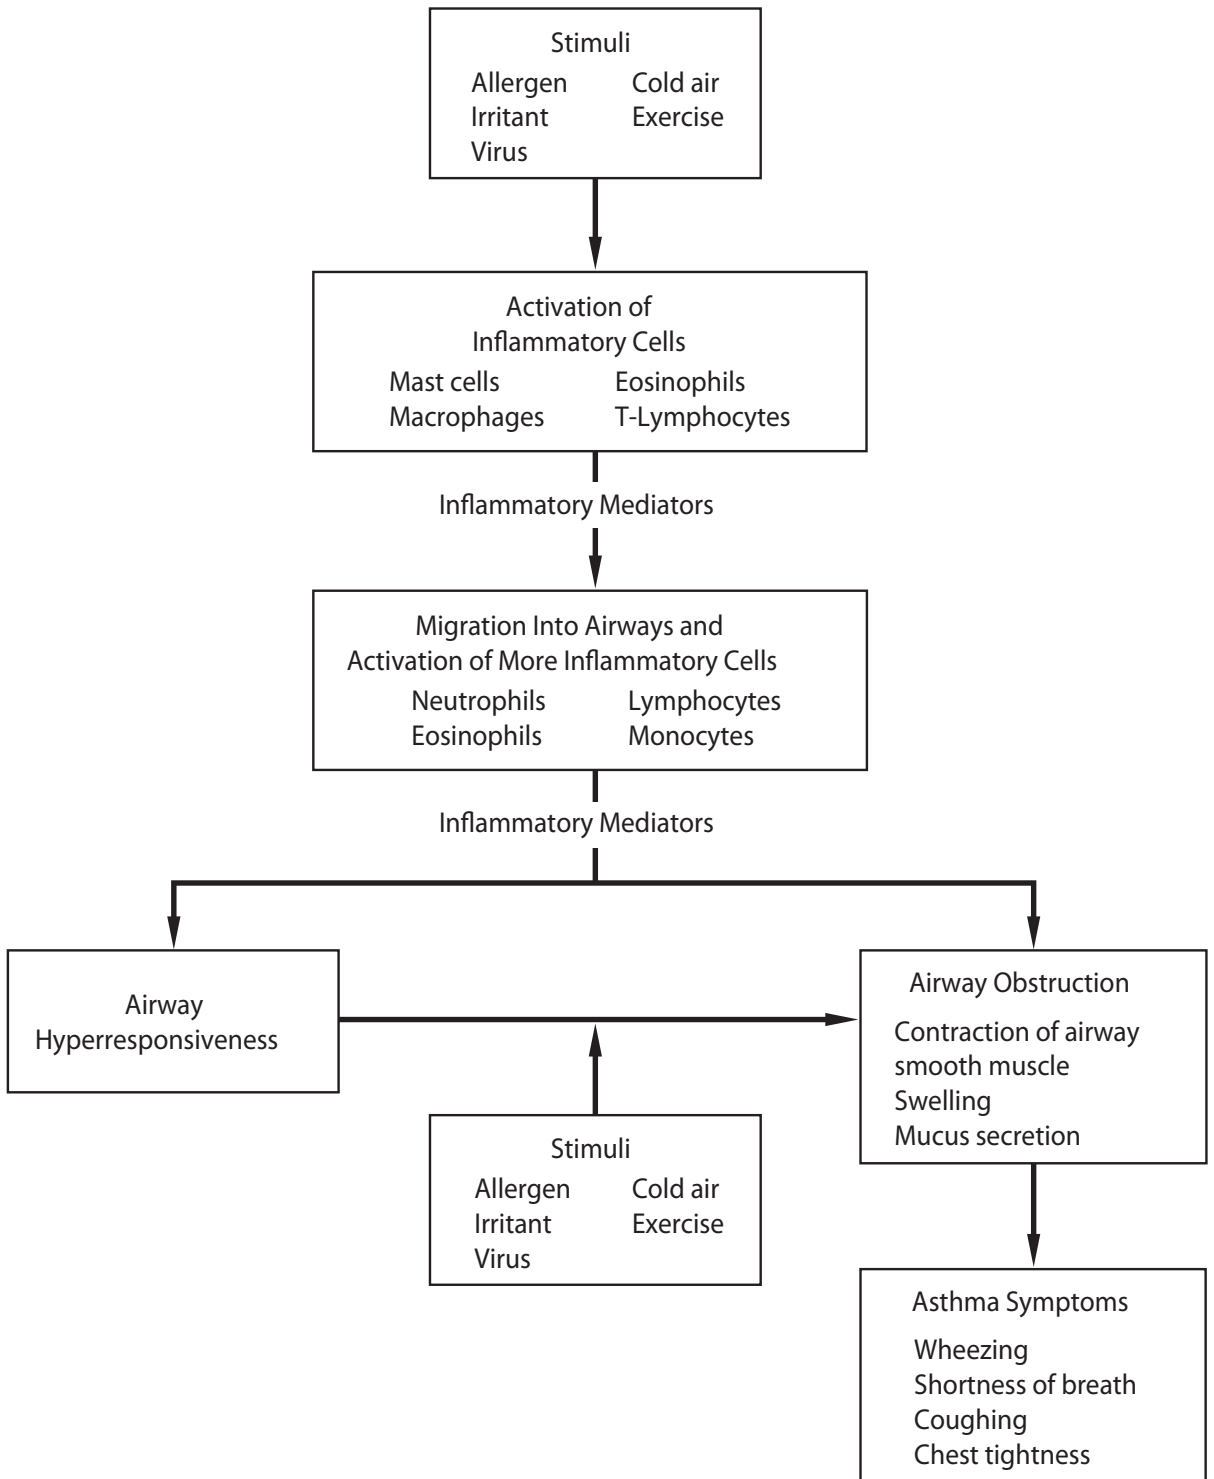 Stimuli
Allergen Cold air
Irritant Exercise
Virus
Activation of
Inflammatory Cells
Mast cells Eosinophils
Macrophages T-Lymphocytes
Inflammatory Mediators
Migration Into Airways and
Activation of More Inflammatory Cells
Neutrophils Lymphocytes
Eosinophils Monocytes
Inflammatory Mediators
Airway
Hyperresponsiveness
Airway Obstruction
Contraction of airway
smooth muscle
Swelling
Mucus secretion
Stimuli
Allergen Cold air
Irritant Exercise
Virus
Asthma Symptoms
Wheezing
Shortness of breath
Coughing
Chest tightness